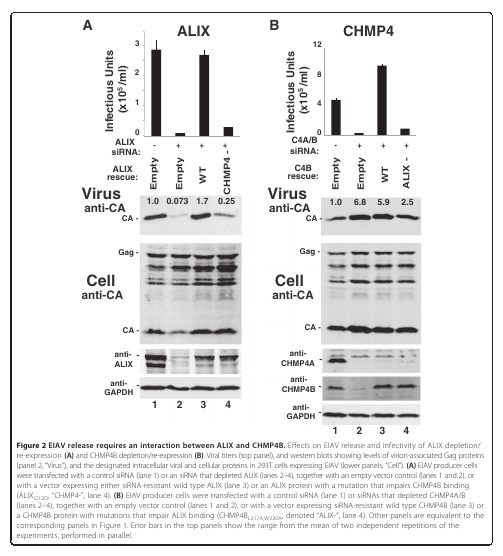 A
ALIX
Infectious Units
(x10⁵/ml)
3
2
1
0
ALIX
siRNA:
- + + +
ALIX
rescue:
Empty
Empty
WT
CHMP4 -
Virus
anti-CA
1.0 0.073 1.7 0.25
CA -
Gag -
Cell
anti-CA
CA -
anti-
ALIX
anti-
GAPDH
1 2 3 4
B
CHMP4
Infectious Units
(x10⁵/ml)
12
8
4
0
C4A/B
siRNA:
- + + +
C4B
rescue:
Empty
Empty
WT
ALIX -
Virus
anti-CA
1.0 6.8 5.9 2.5
CA -
Gag -
Cell
anti-CA
CA -
anti-
CHMP4A
anti-
CHMP4B
anti-
GAPDH
1 2 3 4
Figure 2 EIAV release requires an interaction between ALIX and CHMP4B. Effects on EIAV release and infectivity of ALIX depletion/
re-expression (A) and CHMP4B depletion/re-expression (B). Viral titers (top panel), and western blots showing levels of virion-associated Gag proteins
(panel 2, "Virus"), and the designated intracellular viral and cellular proteins in 293T cells expressing EIAV (lower panels, "Cell"). (A) EIAV producer cells
were transfected with a control siRNA (lane 1) or an siRNA that depleted ALIX (lanes 2–4), together with an empty vector control (lanes 1 and 2), or
with a vector expressing either siRNA-resistant wild type ALIX (lane 3) or an ALIX protein with a mutation that impairs CHMP4B binding
(ALIX I212D, "CHMP4-", lane 4). (B) EIAV producer cells were transfected with a control siRNA (lane 1) or siRNAs that depleted CHMP4A/B
(lanes 2–4), together with an empty vector control (lanes 1 and 2), or with a vector expressing siRNA-resistant wild type CHMP4B (lane 3) or
a CHMP4B protein with mutations that impair ALIX binding (CHMP4B L217A,W220A, denoted "ALIX-", lane 4). Other panels are equivalent to the
corresponding panels in Figure 1. Error bars in the top panels show the range from the mean of two independent repetitions of the
experiments, performed in parallel.